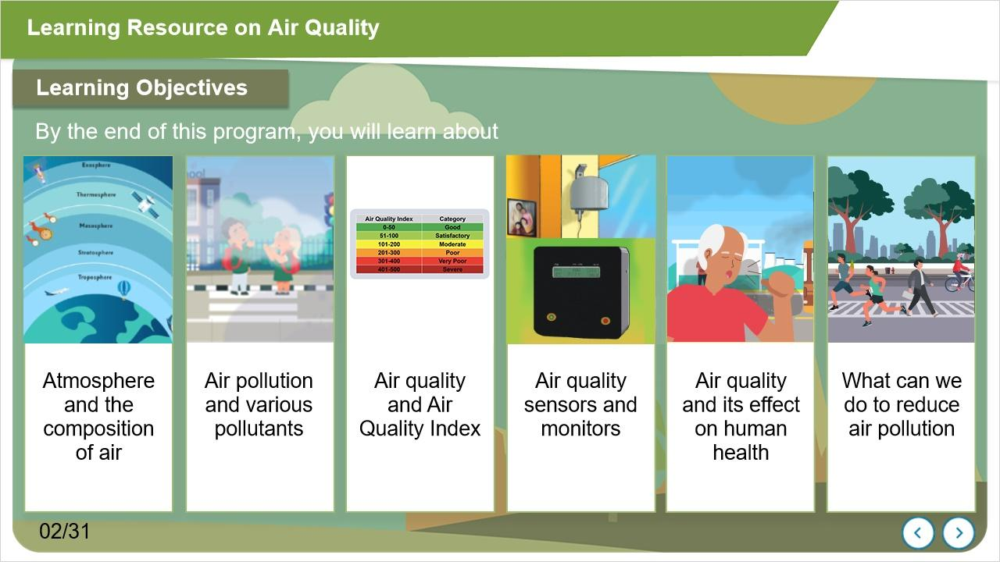 Learning Resource on Air Quality
Learning Objectives
By the end of this program, you will learn about
Exosphere
Thermosphere
Mesosphere
Stratosphere
Troposphere
Air Quality Index Category
0-50 Good
51-100 Satisfactory
101-200 Moderate
201-300 Poor
301-400 Very Poor
401-500 Severe
Atmosphere
and the
composition
of air
Air pollution
and various
pollutants
Air quality
and Air
Quality Index
Air quality
sensors and
monitors
Air quality
and its effect
on human
health
What can we
do to reduce
air pollution
02/31